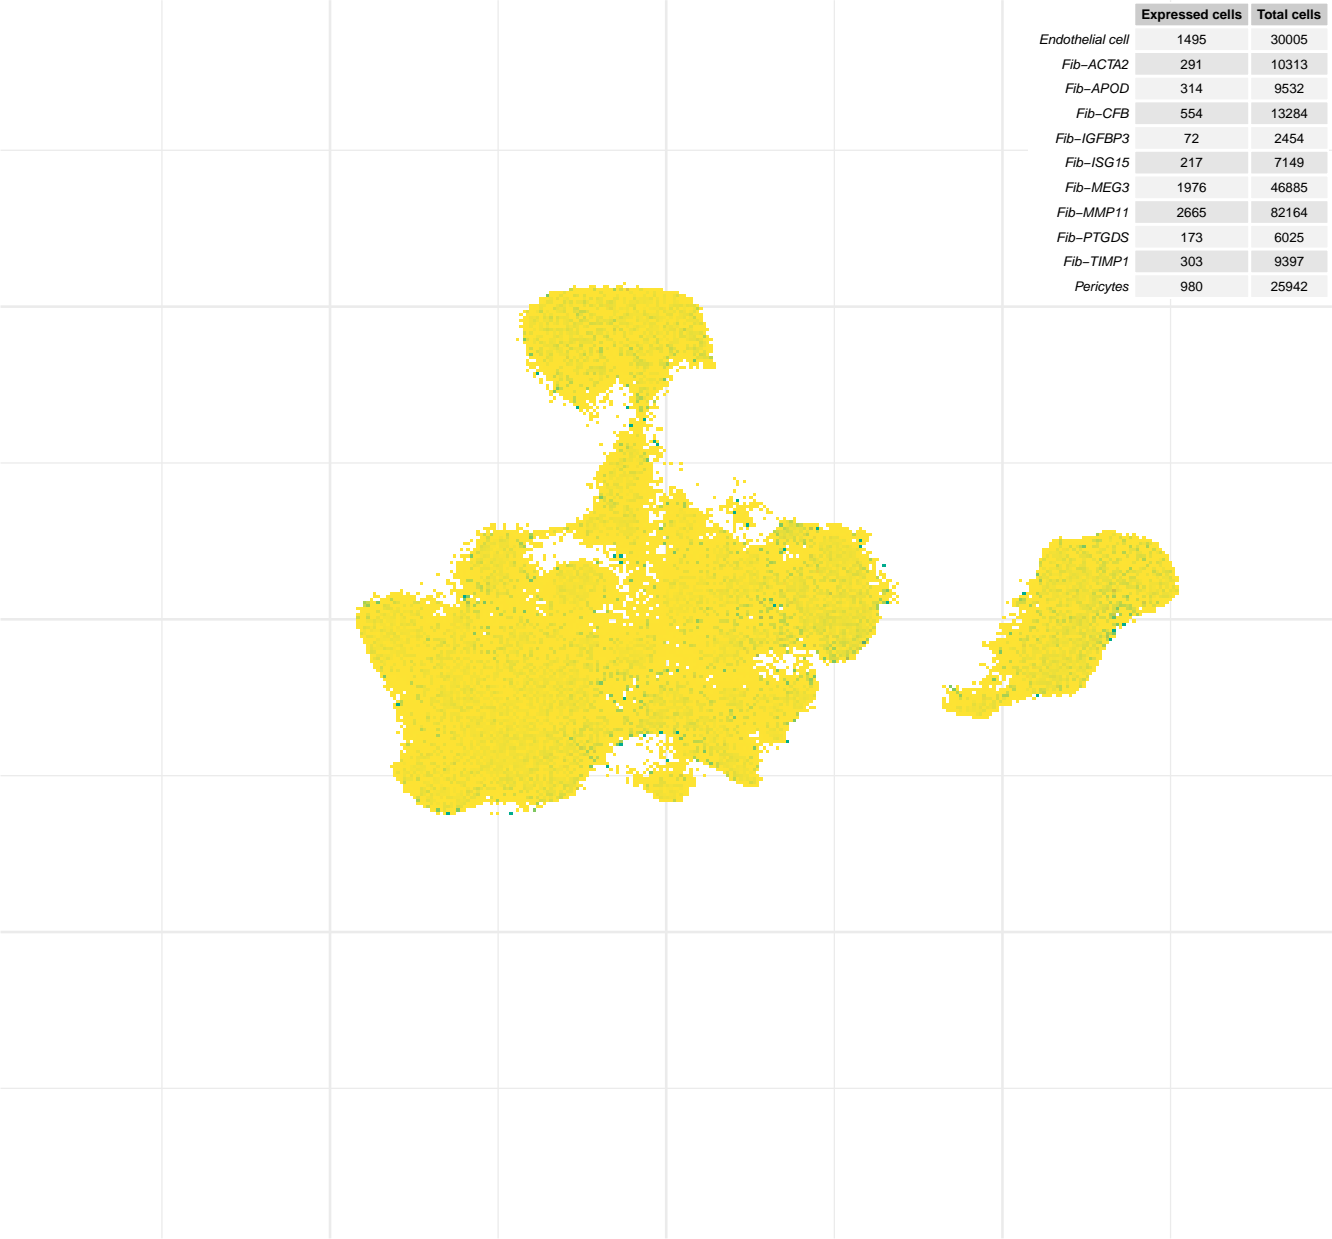 Expressed cells Total cells
Endothelial cell 1495 30005
Fib−ACTA2 291 10313
Fib−APOD 314 9532
Fib−CFB 554 13284
Fib−IGFBP3 72 2454
Fib−ISG15 217 7149
Fib−MEG3 1976 46885
Fib−MMP11 2665 82164
Fib−PTGDS 173 6025
Fib−TIMP1 303 9397
Pericytes 980 25942